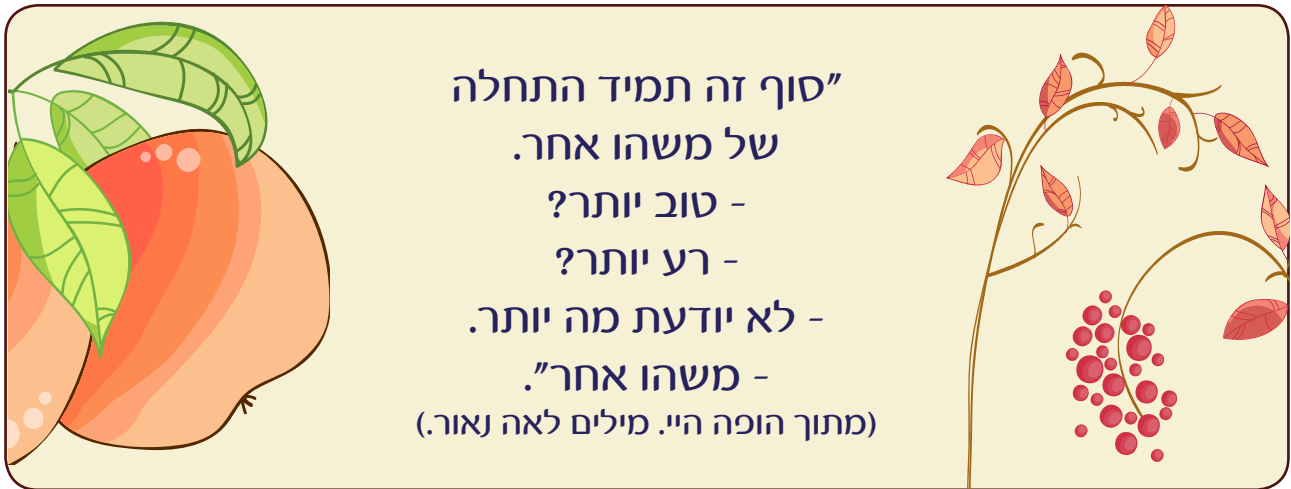 "סוף זה תמיד התחלה
של משהו אחר.
- טוב יותר?
- רע יותר?
- לא יודעת מה יותר.
- משהו אחר".
(מתוך הופה היי. מילים לאה נאור.)